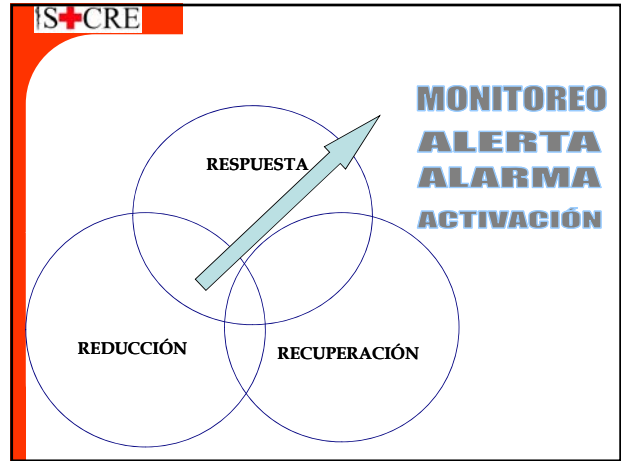 S+CRE
MONITOREO
ALERTA
ALARMA
ACTIVACIÓN
RESPUESTA
REDUCCIÓN
RECUPERACIÓN